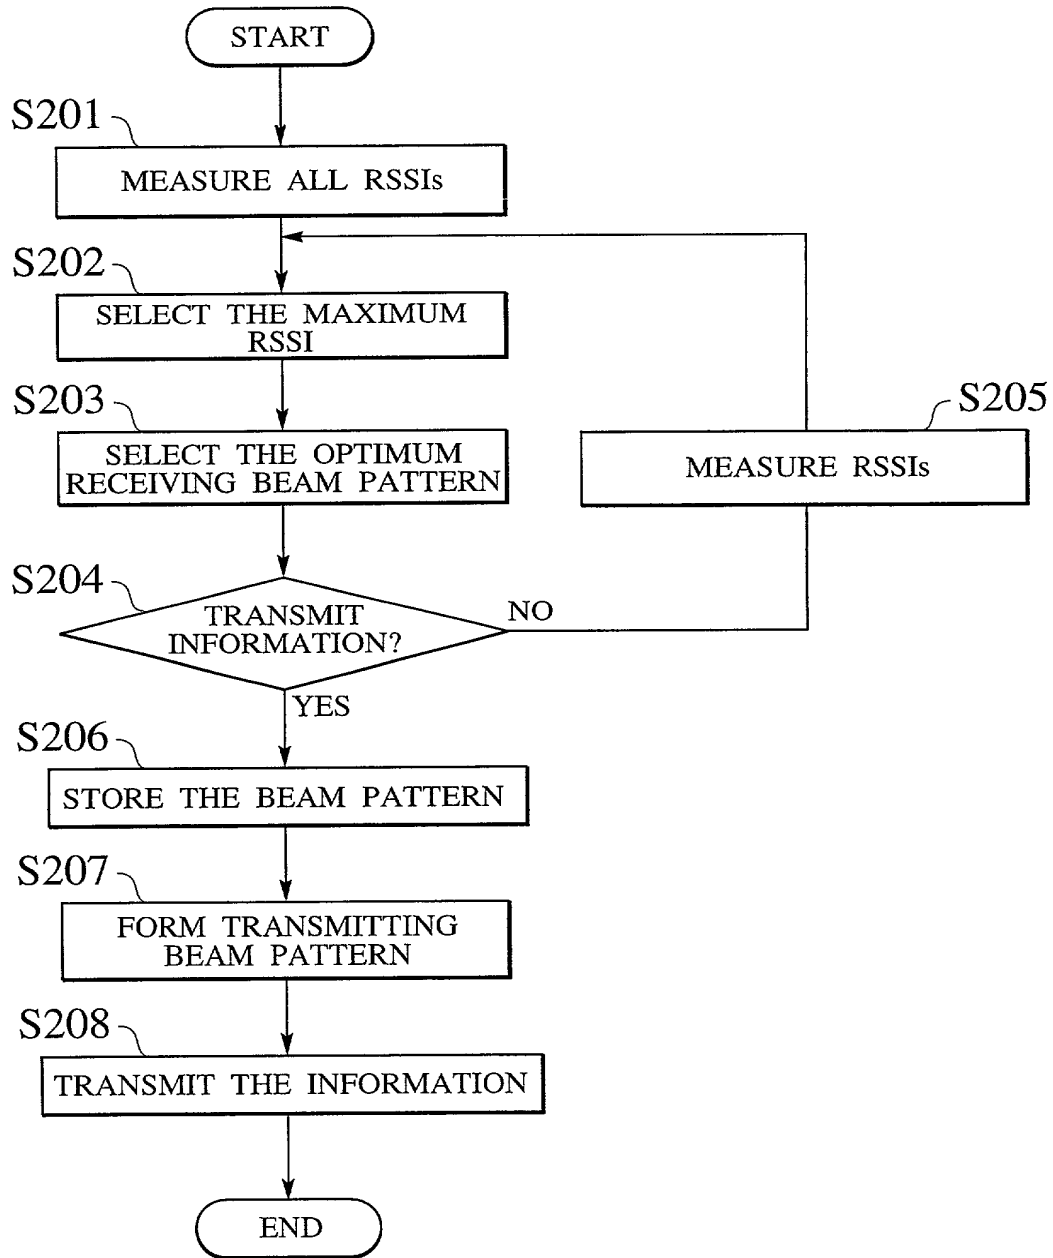 START
S201
MEASURE ALL RSSIs
S202
SELECT THE MAXIMUM
RSSI
S203
SELECT THE OPTIMUM
RECEIVING BEAM PATTERN
S205
MEASURE RSSIs
S204
TRANSMIT
INFORMATION?
NO
YES
S206
STORE THE BEAM PATTERN
S207
FORM TRANSMITTING
BEAM PATTERN
S208
TRANSMIT THE INFORMATION
END